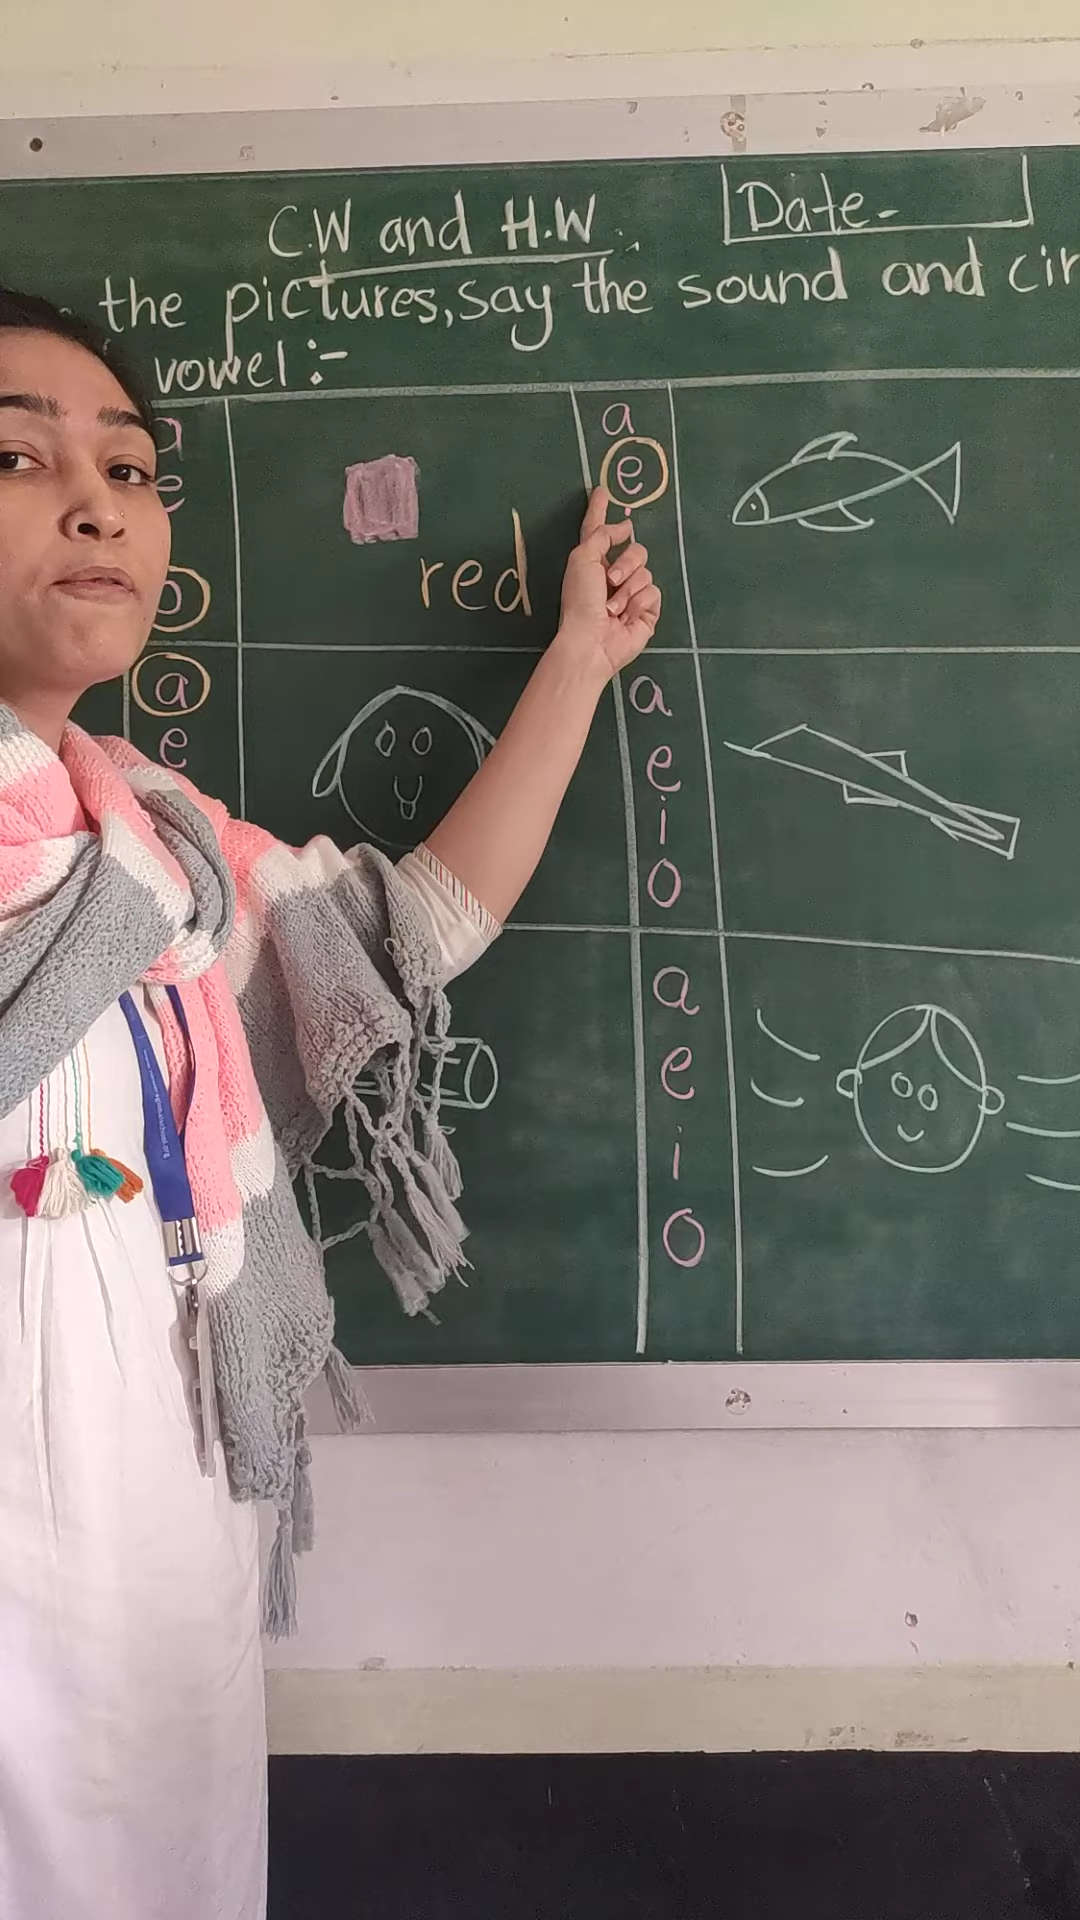 C.W and H.W
Date-
the pictures, say the sound and cir
vowel :-
a
e
o
red
a
e
a
e
a
e
i
o
a
e
i
o